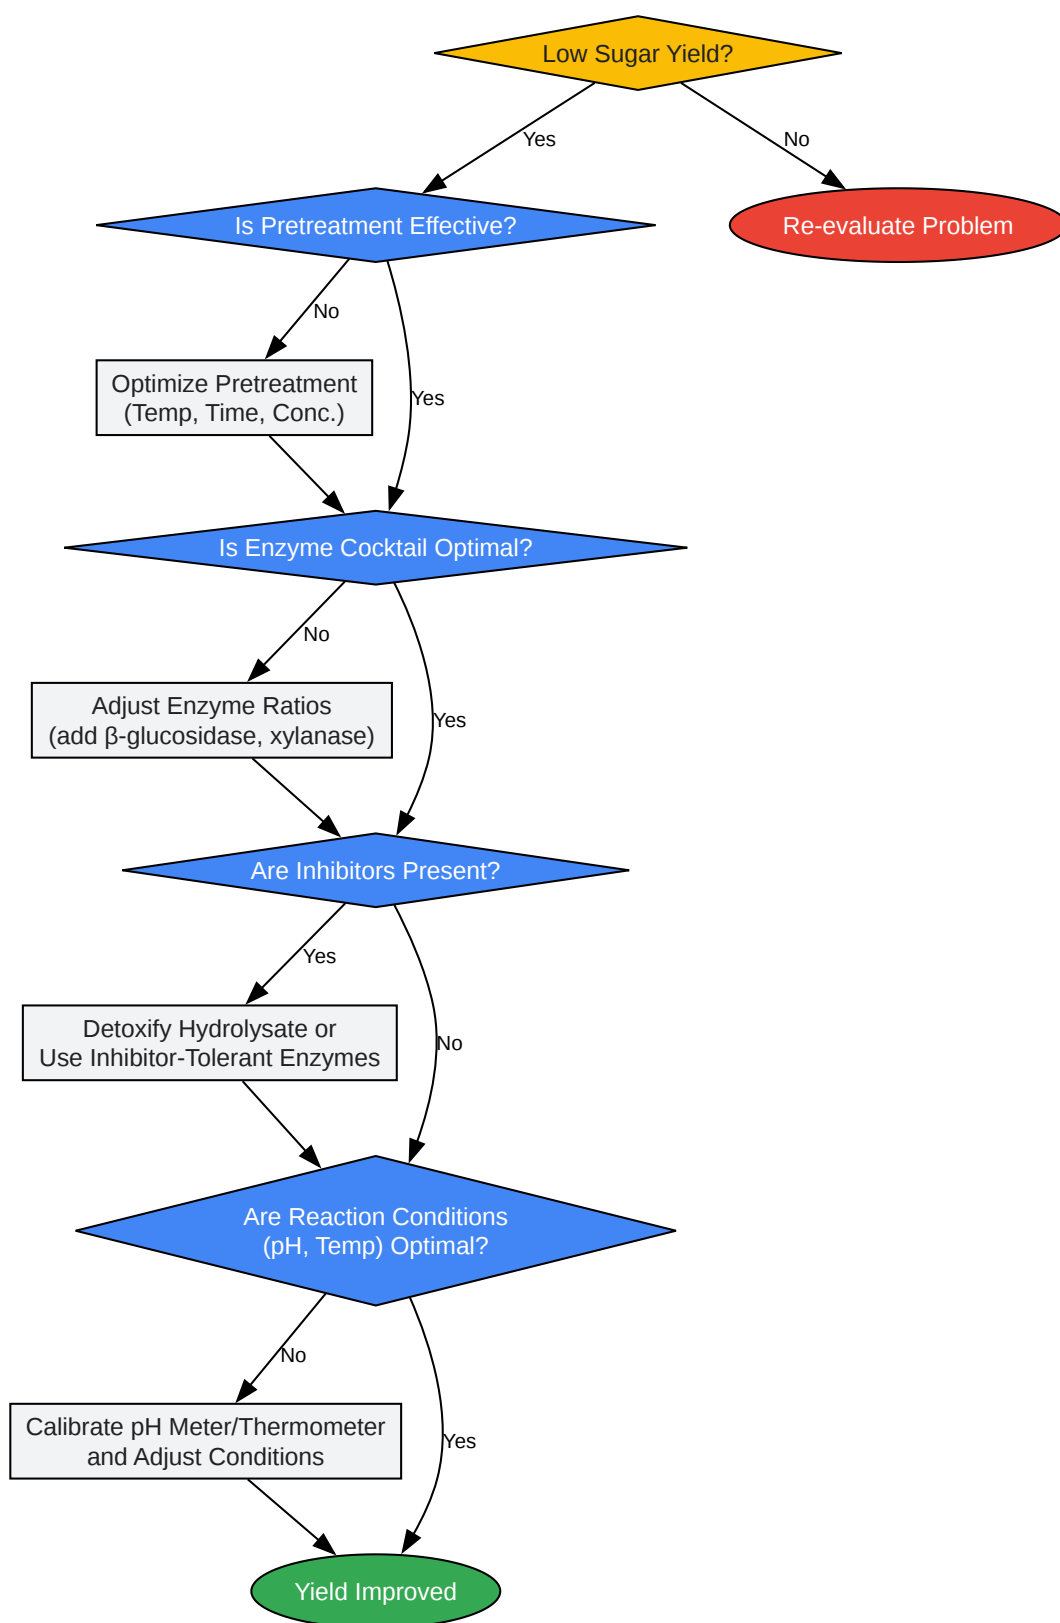 Low Sugar Yield?
Yes
No
Is Pretreatment Effective?
Re-evaluate Problem
No
Optimize Pretreatment
(Temp, Time, Conc.)
Yes
Is Enzyme Cocktail Optimal?
No
Adjust Enzyme Ratios
(add β-glucosidase, xylanase)
Yes
Are Inhibitors Present?
Yes
Detoxify Hydrolysate or
Use Inhibitor-Tolerant Enzymes
No
Are Reaction Conditions
(pH, Temp) Optimal?
No
Calibrate pH Meter/Thermometer
and Adjust Conditions
Yes
Yield Improved